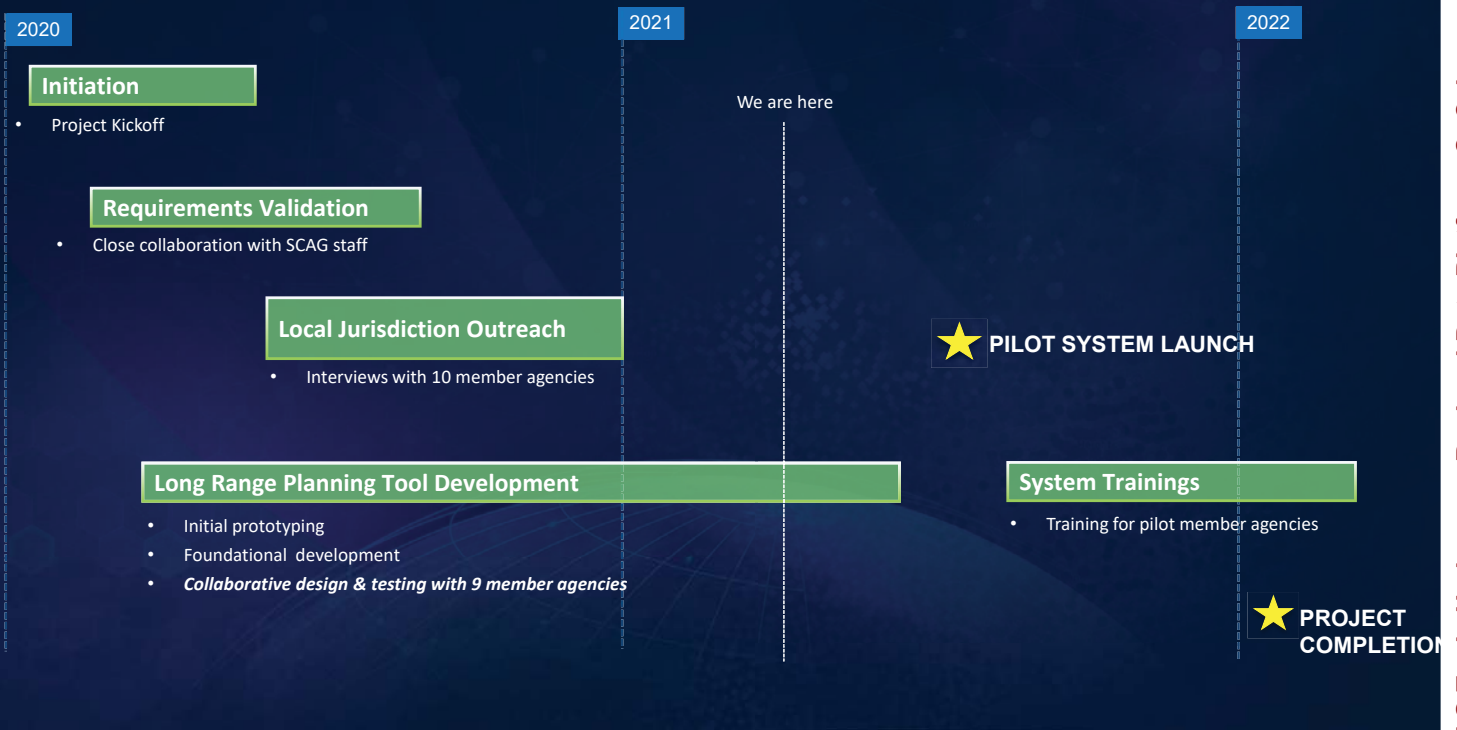 2020
2021
2022
Initiation
We are here
• Project Kickoff
Requirements Validation
• Close collaboration with SCAG staff
Local Jurisdiction Outreach
PILOT SYSTEM LAUNCH
• Interviews with 10 member agencies
Long Range Planning Tool Development
System Trainings
• Initial prototyping
• Training for pilot member agencies
• Foundational development
• Collaborative design & testing with 9 member agencies
PROJECT
COMPLETION